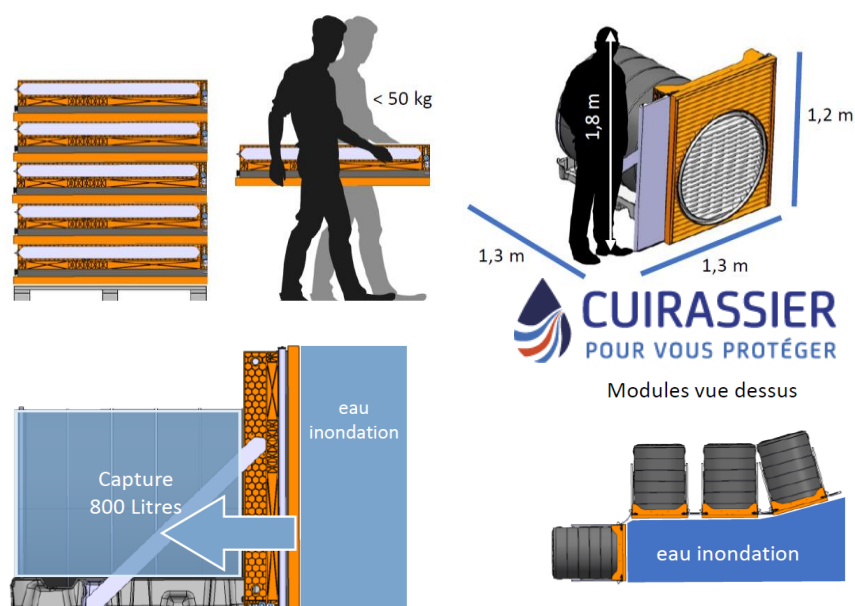 < 50 kg
1,8 m
1,2 m
1,3 m
1,3 m
CUIRASSIER
POUR VOUS PROTÉGER
Modules vue dessus
eau
inondation
Capture
800 Litres
eau inondation